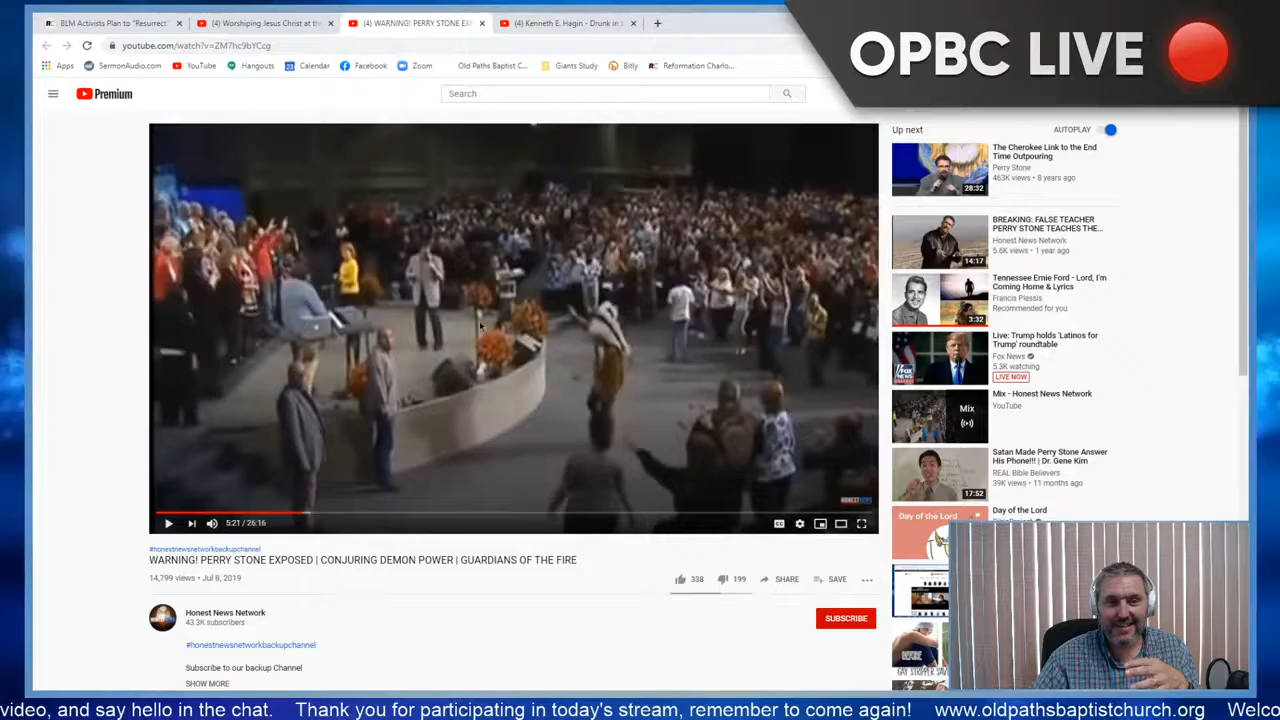 BLM Activists Plan to "Resurrect"
(4) Worshiping Jesus Christ at th
(4) WARNING! PERRY STONE EX
(4) Kenneth E. Hagin - Drunk in t
OPBC LIVE
youtube.com/watch?v=ZM7hc9bYCcg
Apps
SermonAudio.com
YouTube
Hangouts
Calendar
Facebook
Zoom
Old Paths Baptist C...
Giants Study
Bitly
Reformation Charlo...
Premium
Search
Up next
AUTOPLAY
The Cherokee Link to the End
Time Outpouring
Perry Stone
463K views • 8 years ago
28:32
BREAKING: FALSE TEACHER
PERRY STONE TEACHES THE...
Honest News Network
5.6K views • 1 year ago
14:17
Tennessee Ernie Ford - Lord, I'm
Coming Home & Lyrics
Francis Plessis
Recommended for you
3:32
Live: Trump holds 'Latinos for
Trump' roundtable
Fox News
5.3K watching
LIVE NOW
Mix - Honest News Network
YouTube
Mix
Satan Made Perry Stone Answer
His Phone!!! | Dr. Gene Kim
REAL Bible Believers
39K views • 11 months ago
17:52
Day of the Lord
Day of the Lord
HONESTNEWS
5:21 / 26:16
CC
#honestnewsnetworkbackupchannel
WARNING! PERRY STONE EXPOSED | CONJURING DEMON POWER | GUARDIANS OF THE FIRE
14,799 views • Jul 8, 2019
338
199
SHARE
SAVE
Honest News Network
43.3K subscribers
SUBSCRIBE
#honestnewsnetworkbackupchannel
Subscribe to our backup Channel
SHOW MORE
video, and say hello in the chat. Thank you for participating in today's stream, remember to come again! www.oldpathsbaptistchurch.org Welco